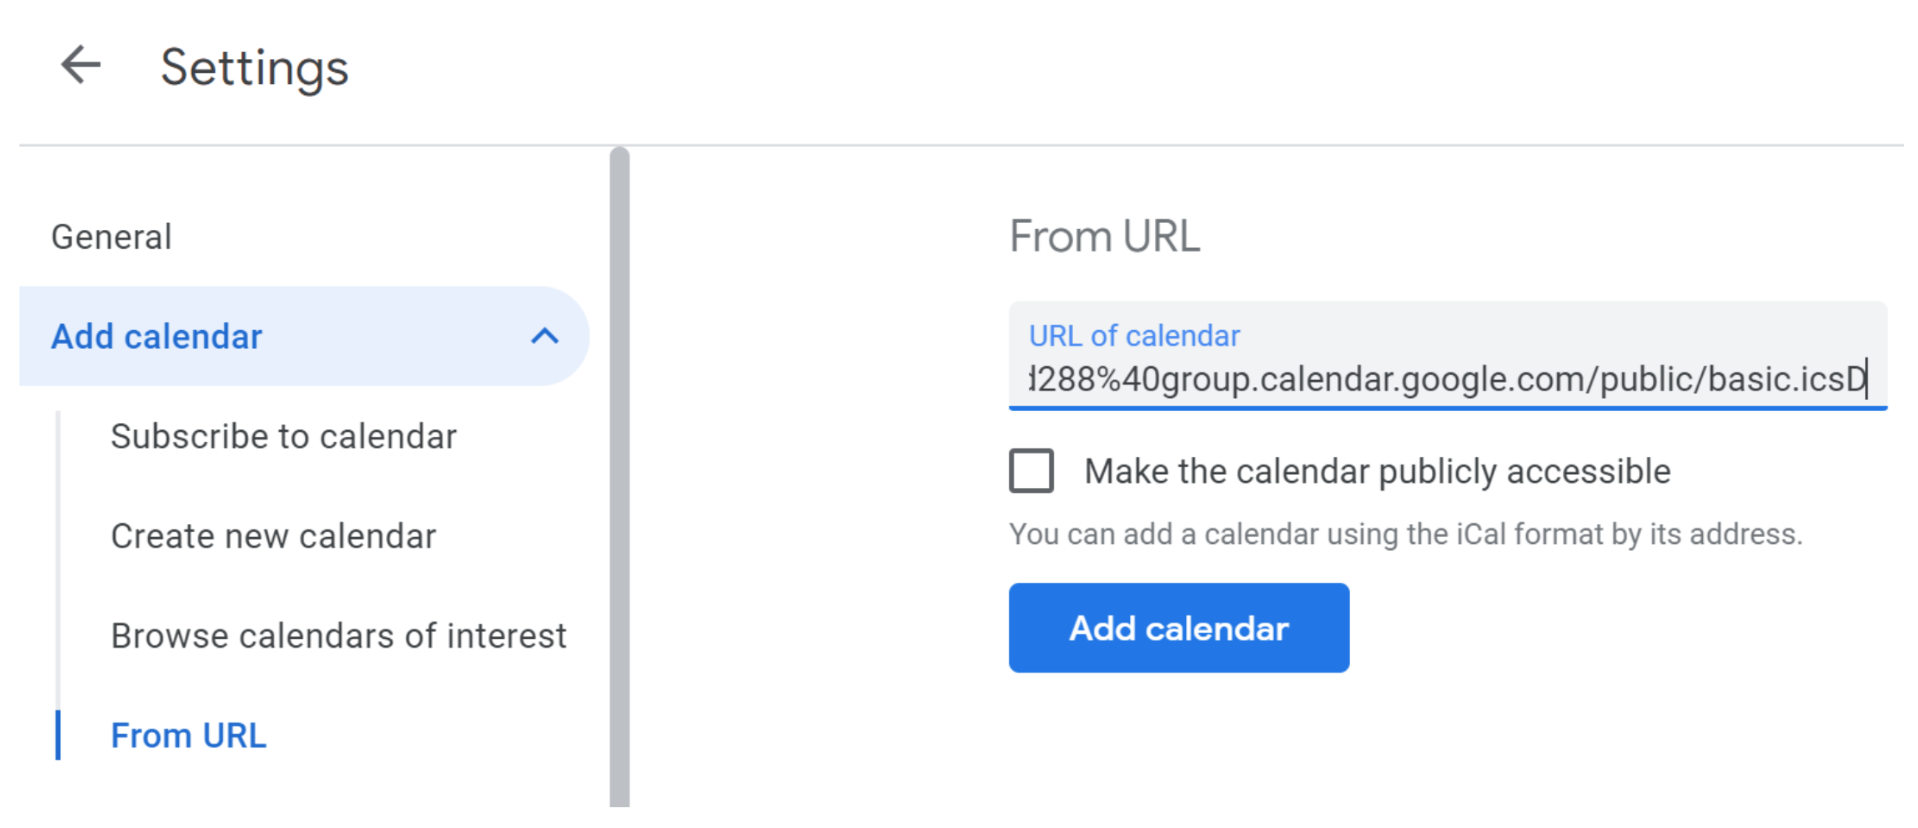 Settings
General
Add calendar
Subscribe to calendar
Create new calendar
Browse calendars of interest
From URL
From URL
URL of calendar
d288%40group.calendar.google.com/public/basic.icsD
Make the calendar publicly accessible
You can add a calendar using the iCal format by its address.
Add calendar